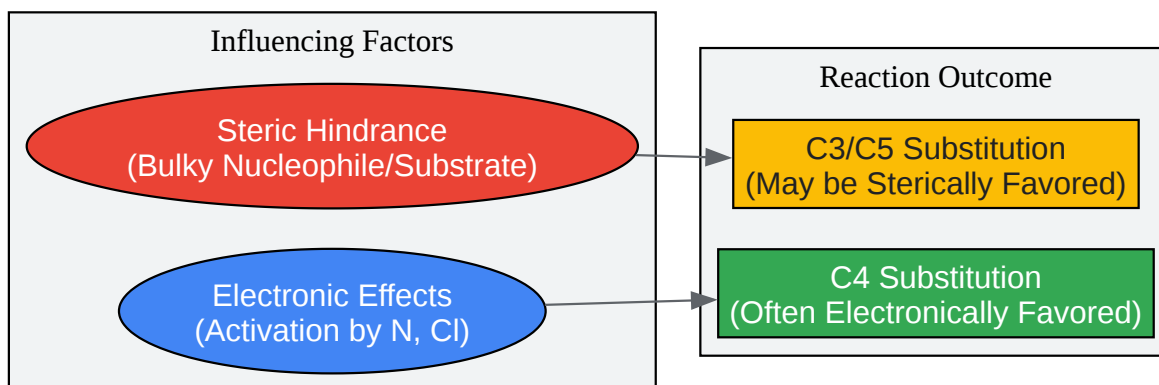 Influencing Factors
Steric Hindrance
(Bulky Nucleophile/Substrate)
Electronic Effects
(Activation by N, Cl)
Reaction Outcome
C3/C5 Substitution
(May be Sterically Favored)
C4 Substitution
(Often Electronically Favored)